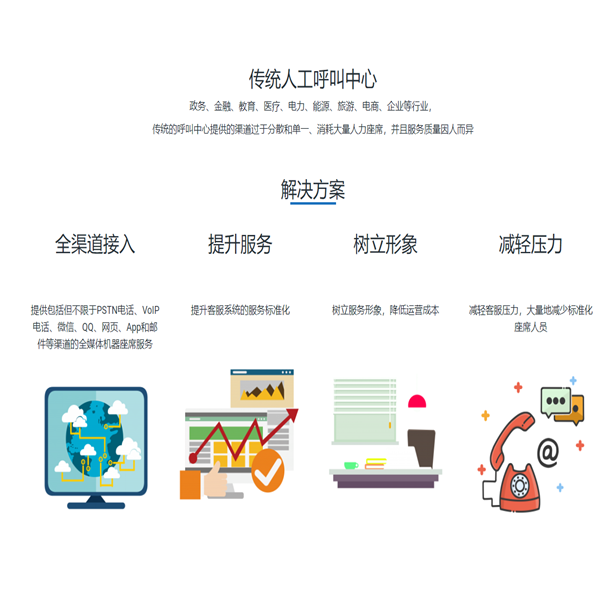 传统人工呼叫中心
政务、金融、教育、医疗、电力、能源、旅游、电商、企业等行业，
传统的呼叫中心提供的渠道过于分散和单一、消耗大量人力座席，并且服务质量因人而异
解决方案
全渠道接入
提供包括但不限于PSTN电话、VoIP
电话、微信、QQ、网页、App和邮
件等渠道的全媒体机器座席服务
提升服务
提升客服系统的服务标准化
树立形象
树立服务形象，降低运营成本
减轻压力
减轻客服压力，大量地减少标准化
座席人员
@